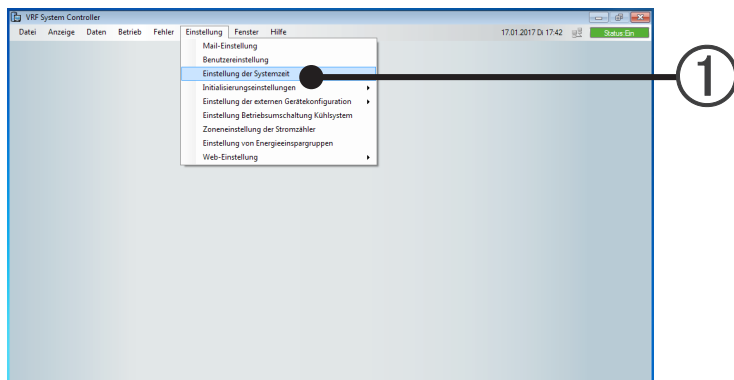 VRF System Controller
Datei Anzeige Daten Betrieb Fehler Einstellung Fenster Hilfe 17.01.2017 Di 17:42 Status Ein
Mail-Einstellung
Benutzereinstellung
Einstellung der Systemzeit
1
Initialisierungseinstellungen
Einstellung der externen Gerätekonfiguration
Einstellung Betriebsumschaltung Kühlsystem
Zoneneinstellung der Stromzähler
Einstellung von Energieeinspargruppen
Web-Einstellung